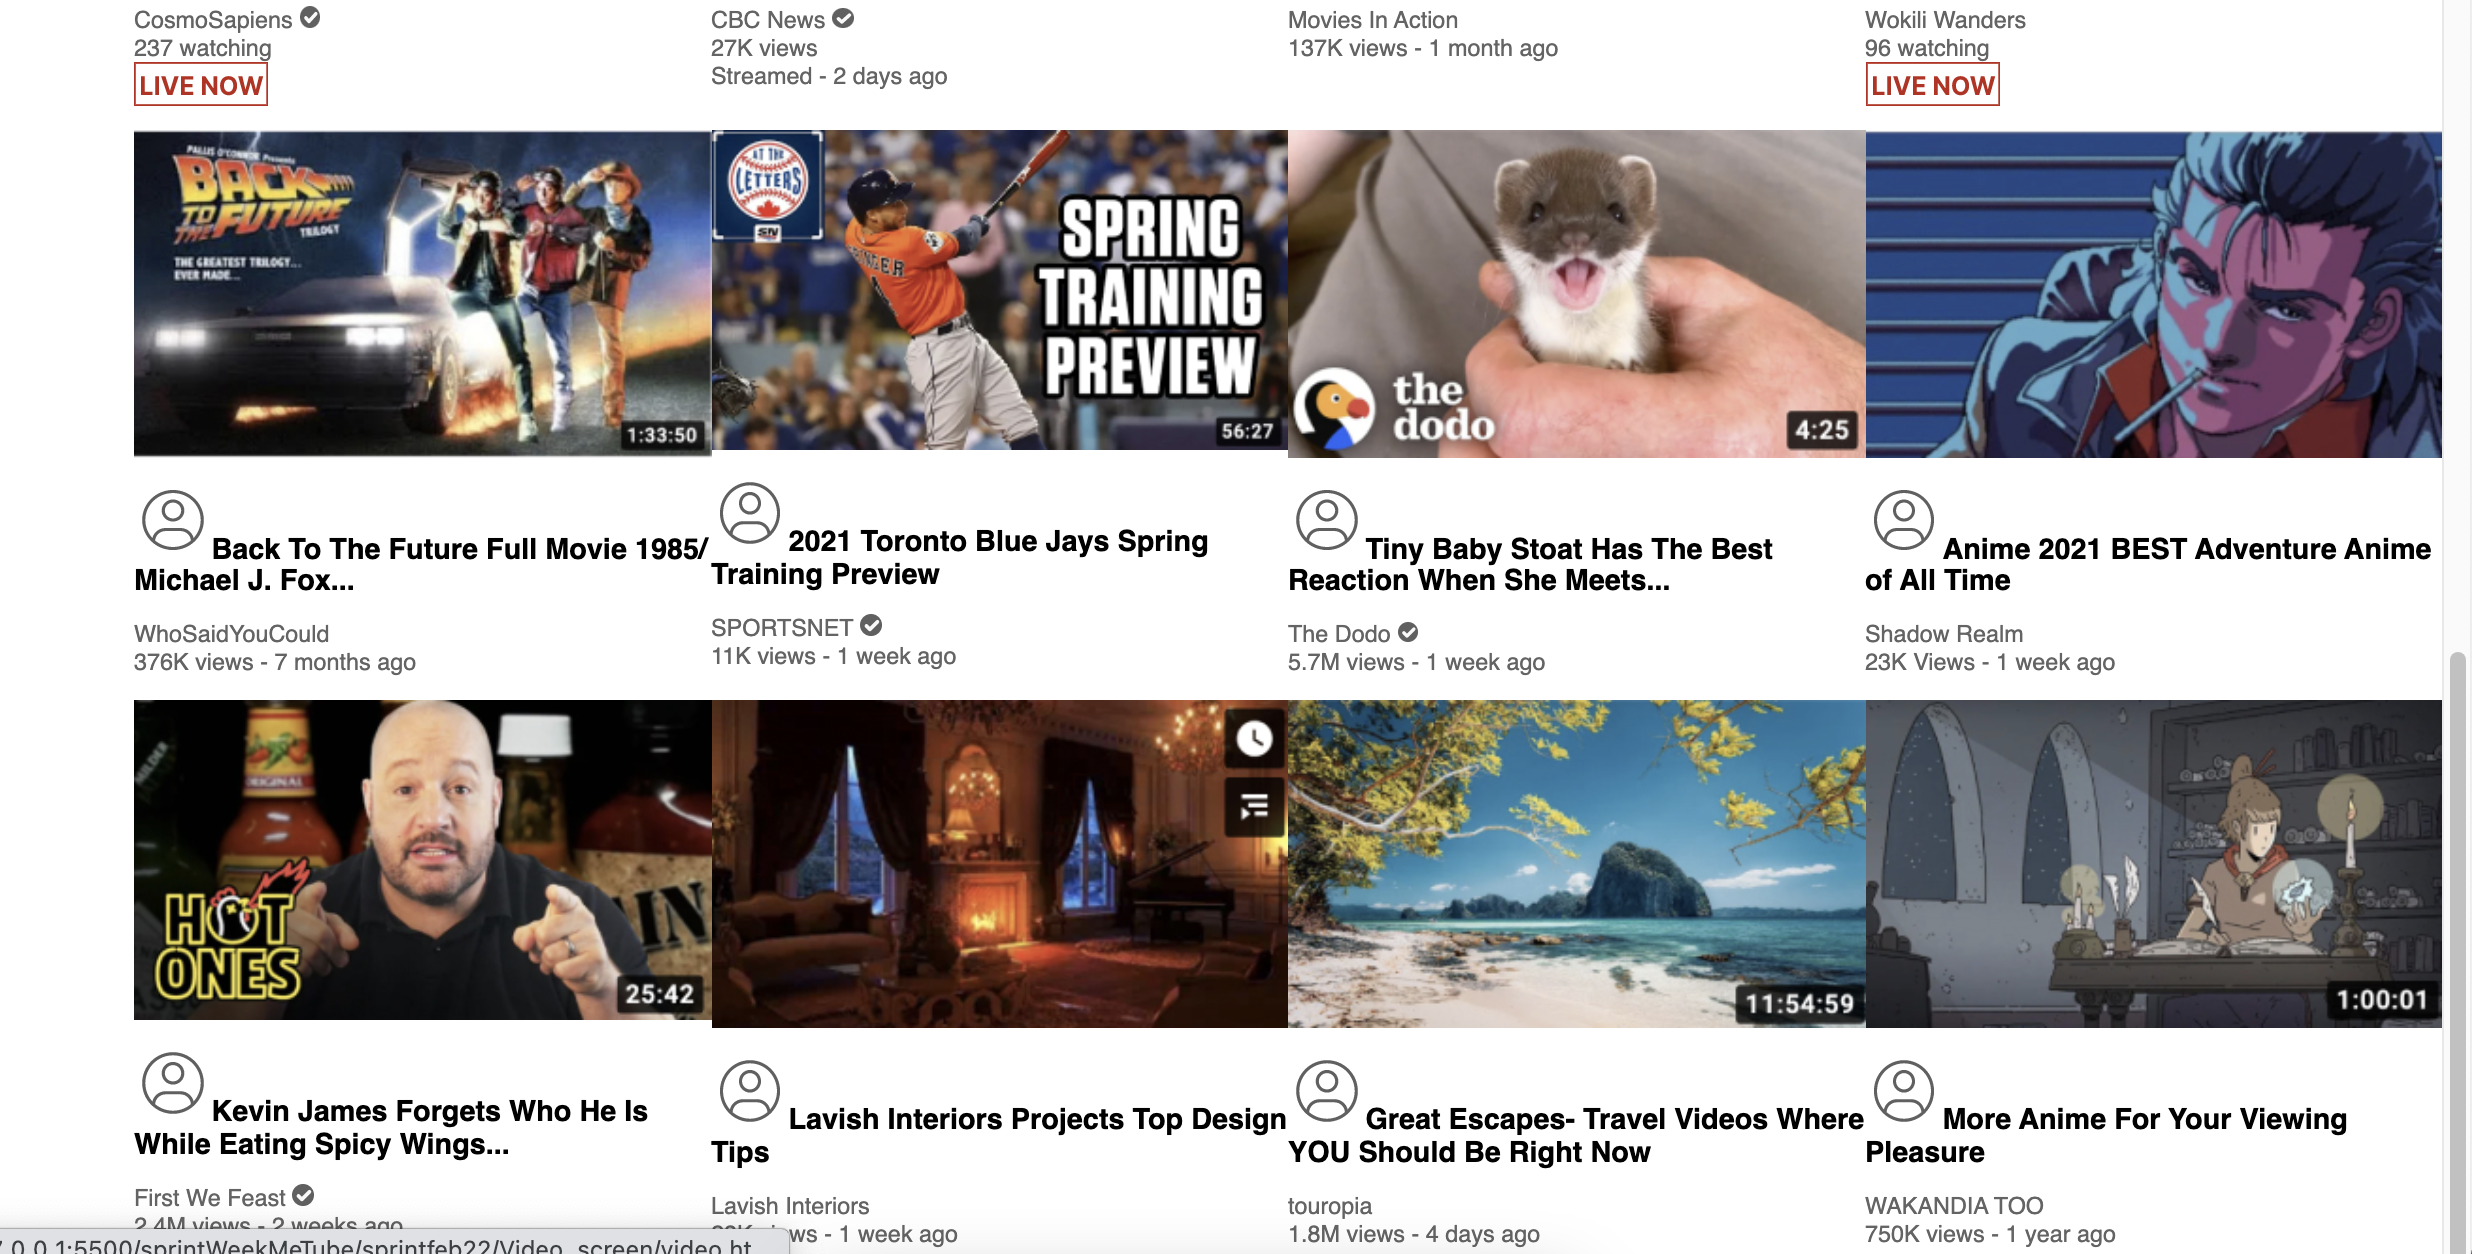 CosmoSapiens
237 watching
LIVE NOW
CBC News
27K views
Streamed - 2 days ago
Movies In Action
137K views - 1 month ago
Wokili Wanders
96 watching
LIVE NOW
BACK
TO THE FUTURE
TRILOGY
THE GREATEST TRILOGY...
EVER MADE...
1:33:50
Back To The Future Full Movie 1985/
Michael J. Fox...
WhoSaidYouCould
376K views - 7 months ago
AT THE
LETTERS
SN
SPRING
TRAINING
PREVIEW
56:27
2021 Toronto Blue Jays Spring
Training Preview
SPORTSNET
11K views - 1 week ago
the
dodo
4:25
Tiny Baby Stoat Has The Best
Reaction When She Meets...
The Dodo
5.7M views - 1 week ago
Anime 2021 BEST Adventure Anime
of All Time
Shadow Realm
23K Views - 1 week ago
MILDER
ORIGINAL
HOT
ONES
25:42
Kevin James Forgets Who He Is
While Eating Spicy Wings...
First We Feast
2.4M views - 2 weeks ago
Lavish Interiors Projects Top Design
Tips
Lavish Interiors
- 1 week ago
11:54:59
Great Escapes- Travel Videos Where
YOU Should Be Right Now
touropia
1.8M views - 4 days ago
1:00:01
More Anime For Your Viewing
Pleasure
WAKANDIA TOO
750K views - 1 year ago
7.0.0.1:5500/sprintWeekMeTube/sprintfeb22/Video_screen/video.ht